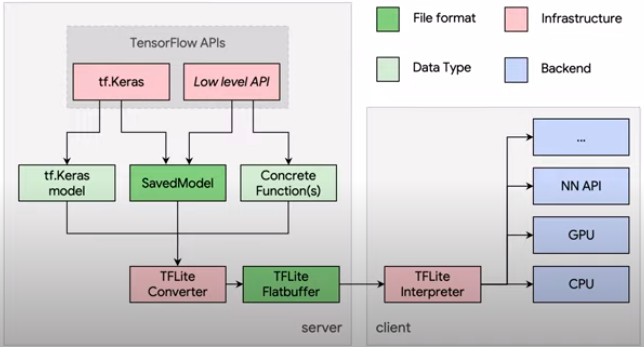 TensorFlow APIs
tf.Keras
Low level API
tf.Keras
model
SavedModel
Concrete
Function(s)
TFLite
Converter
TFLite
Flatbuffer
server
File format
Infrastructure
Data Type
Backend
TFLite
Interpreter
...
NN API
GPU
CPU
client